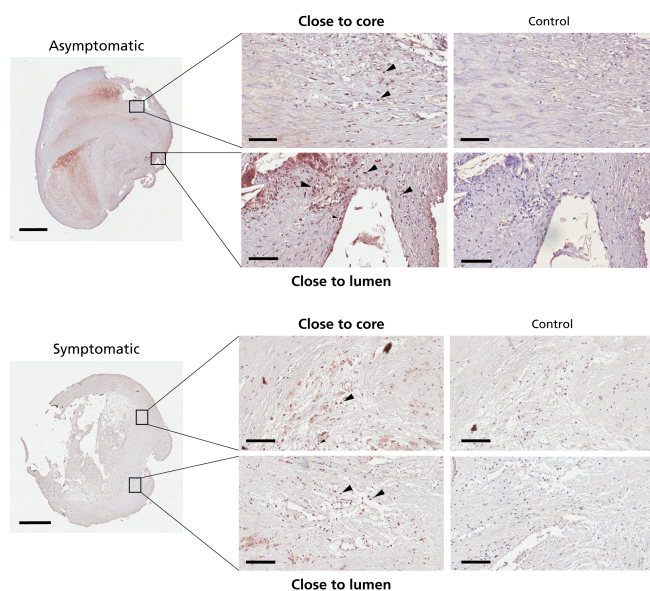 Close to core
Control
Asymptomatic
Close to lumen
Close to core
Control
Symptomatic
Close to lumen